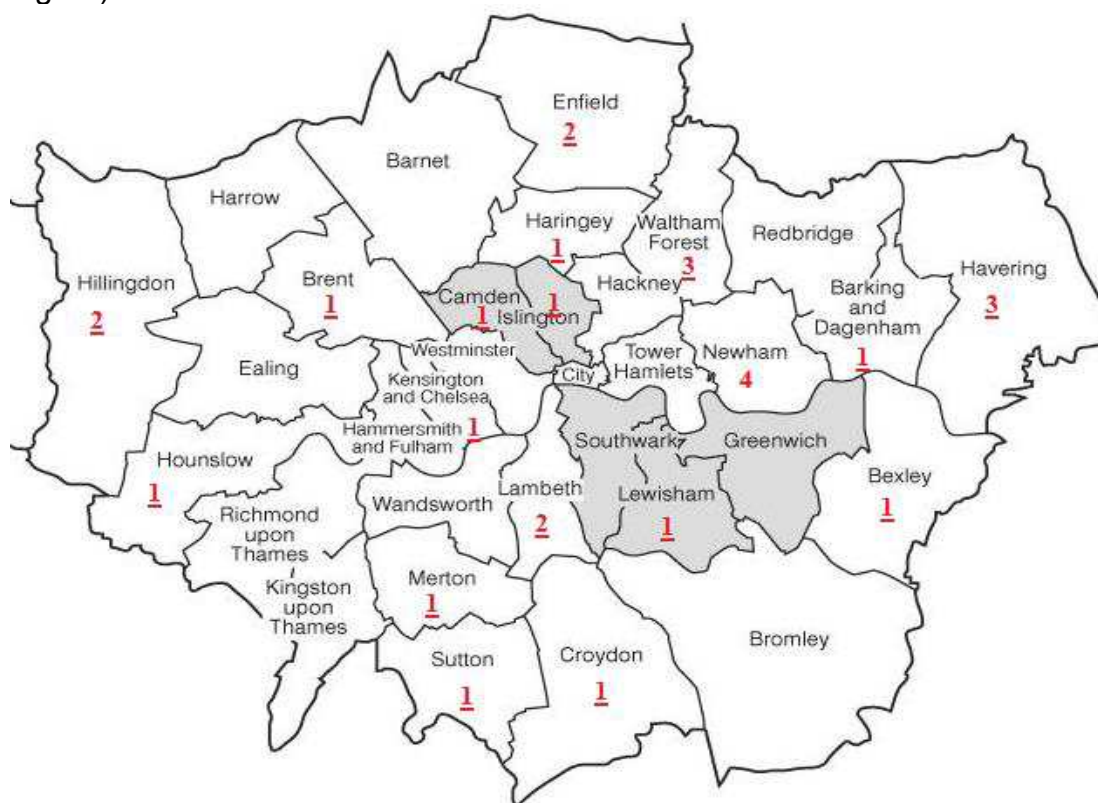 Enfield
2
Barnet
Harrow
Haringey
1
Waltham
Forest
3
Redbridge
Hillingdon
2
Brent
1
Camden
1
1
Islington
Hackney
Barking
and
Dagenham
1
Havering
3
Ealing
Westminster
Kensington
and Chelsea
City
Tower
Hamlets
Newham
4
Hammersmith
and Fulham
1
Hounslow
1
Southwark
Greenwich
Wandsworth
Lambeth
2
Lewisham
1
Bexley
1
Richmond
upon
Thames
Kingston
upon
Thames
Merton
1
Sutton
1
Croydon
1
Bromley